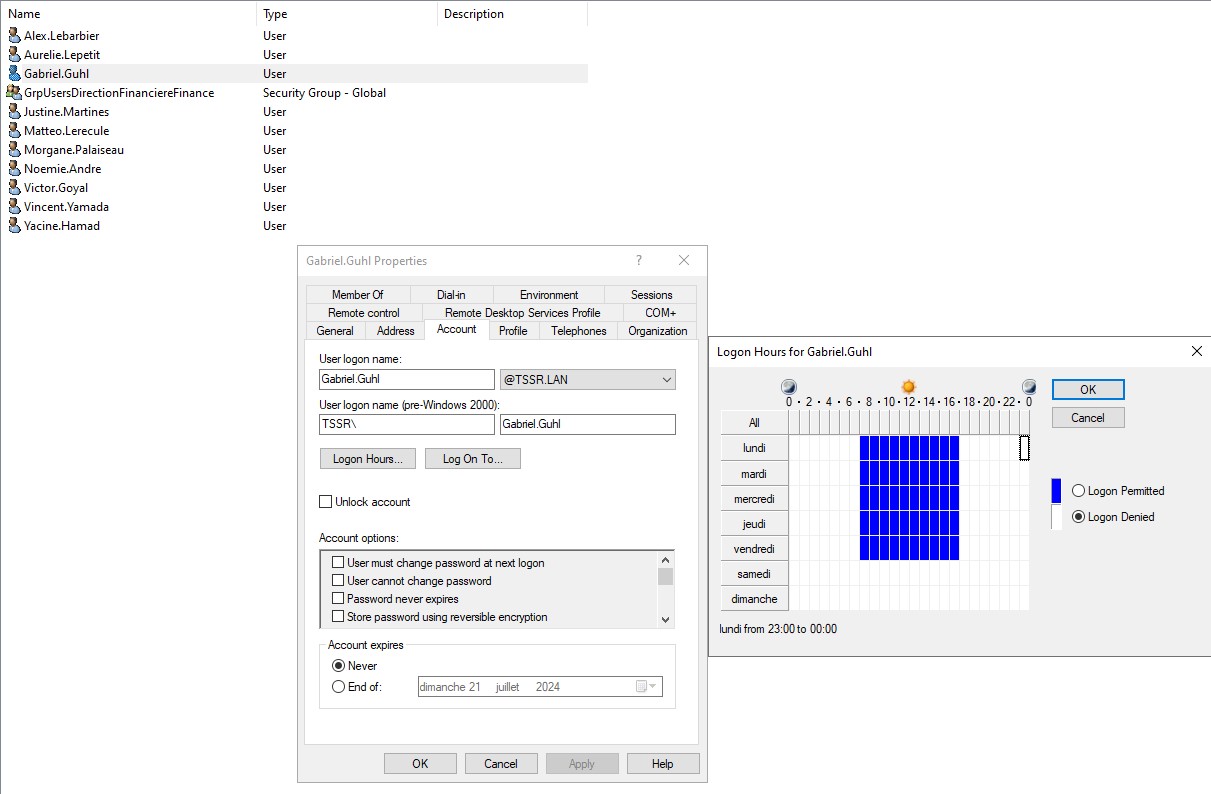 Name Type Description
Alex.Lebarbier User
Aurelie.Lepetit User
Gabriel.Guhl User
GrpUsersDirectionFinanciereFinance Security Group - Global
Justine.Martines User
Matteo.Lerecule User
Morgane.Palaiseau User
Noemie.Andre User
Victor.Goyal User
Vincent.Yamada User
Yacine.Hamad User
Gabriel.Guhl Properties ?
Member Of Dial-in Environment Sessions
Remote control Remote Desktop Services Profile COM+
General Address Account Profile Telephones Organization
User logon name:
Gabriel.Guhl @TSSR.LAN
User logon name (pre-Windows 2000):
TSSR\ Gabriel.Guhl
Logon Hours... Log On To...
Unlock account
Account options:
User must change password at next logon
User cannot change password
Password never expires
Store password using reversible encryption
Account expires
Never
End of: dimanche 21 juillet 2024
OK Cancel Apply Help
Logon Hours for Gabriel.Guhl
0 · 2 · 4 · 6 · 8 · 10 · 12 · 14 · 16 · 18 · 20 · 22 · 0
OK
Cancel
All
lundi
mardi
mercredi
jeudi
vendredi
samedi
dimanche
Logon Permitted
Logon Denied
lundi from 23:00 to 00:00